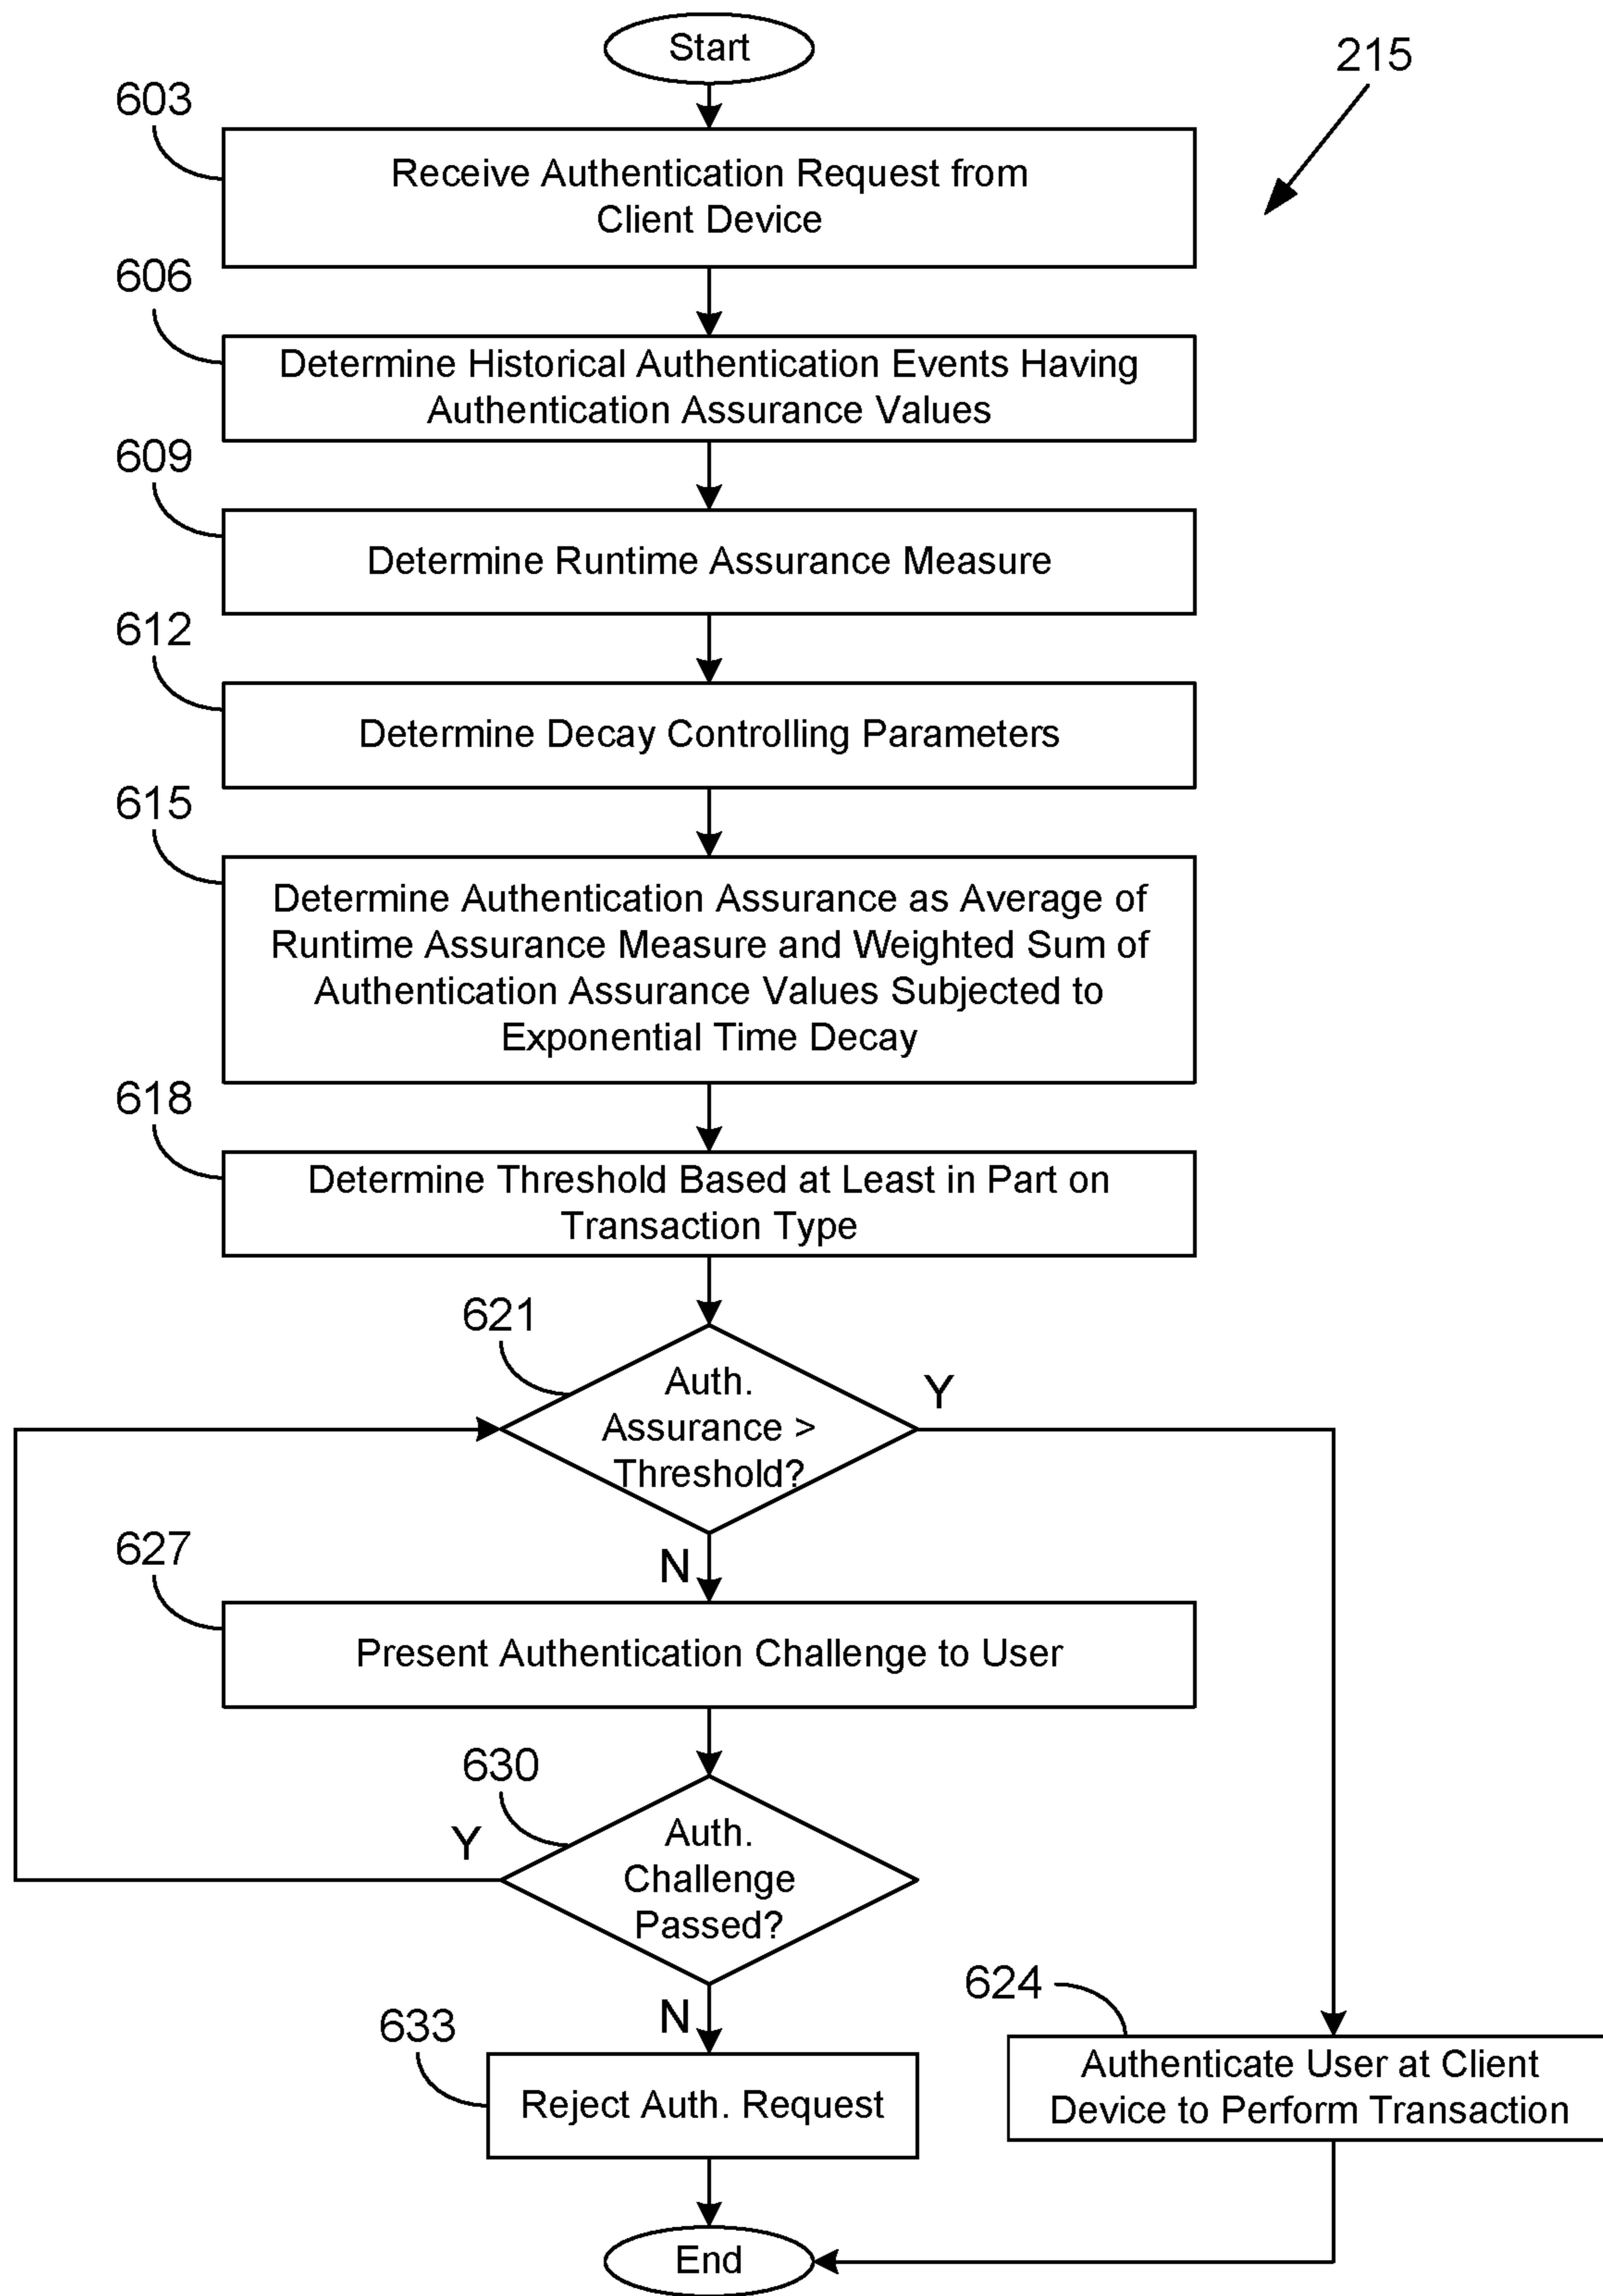 Start
215
603
Receive Authentication Request from
Client Device
606
Determine Historical Authentication Events Having
Authentication Assurance Values
609
Determine Runtime Assurance Measure
612
Determine Decay Controlling Parameters
615
Determine Authentication Assurance as Average of
Runtime Assurance Measure and Weighted Sum of
Authentication Assurance Values Subjected to
Exponential Time Decay
618
Determine Threshold Based at Least in Part on
Transaction Type
621
Auth.
Assurance >
Threshold?
Y
N
627
Present Authentication Challenge to User
630
Auth.
Challenge
Passed?
Y
N
633
Reject Auth. Request
624
Authenticate User at Client
Device to Perform Transaction
End